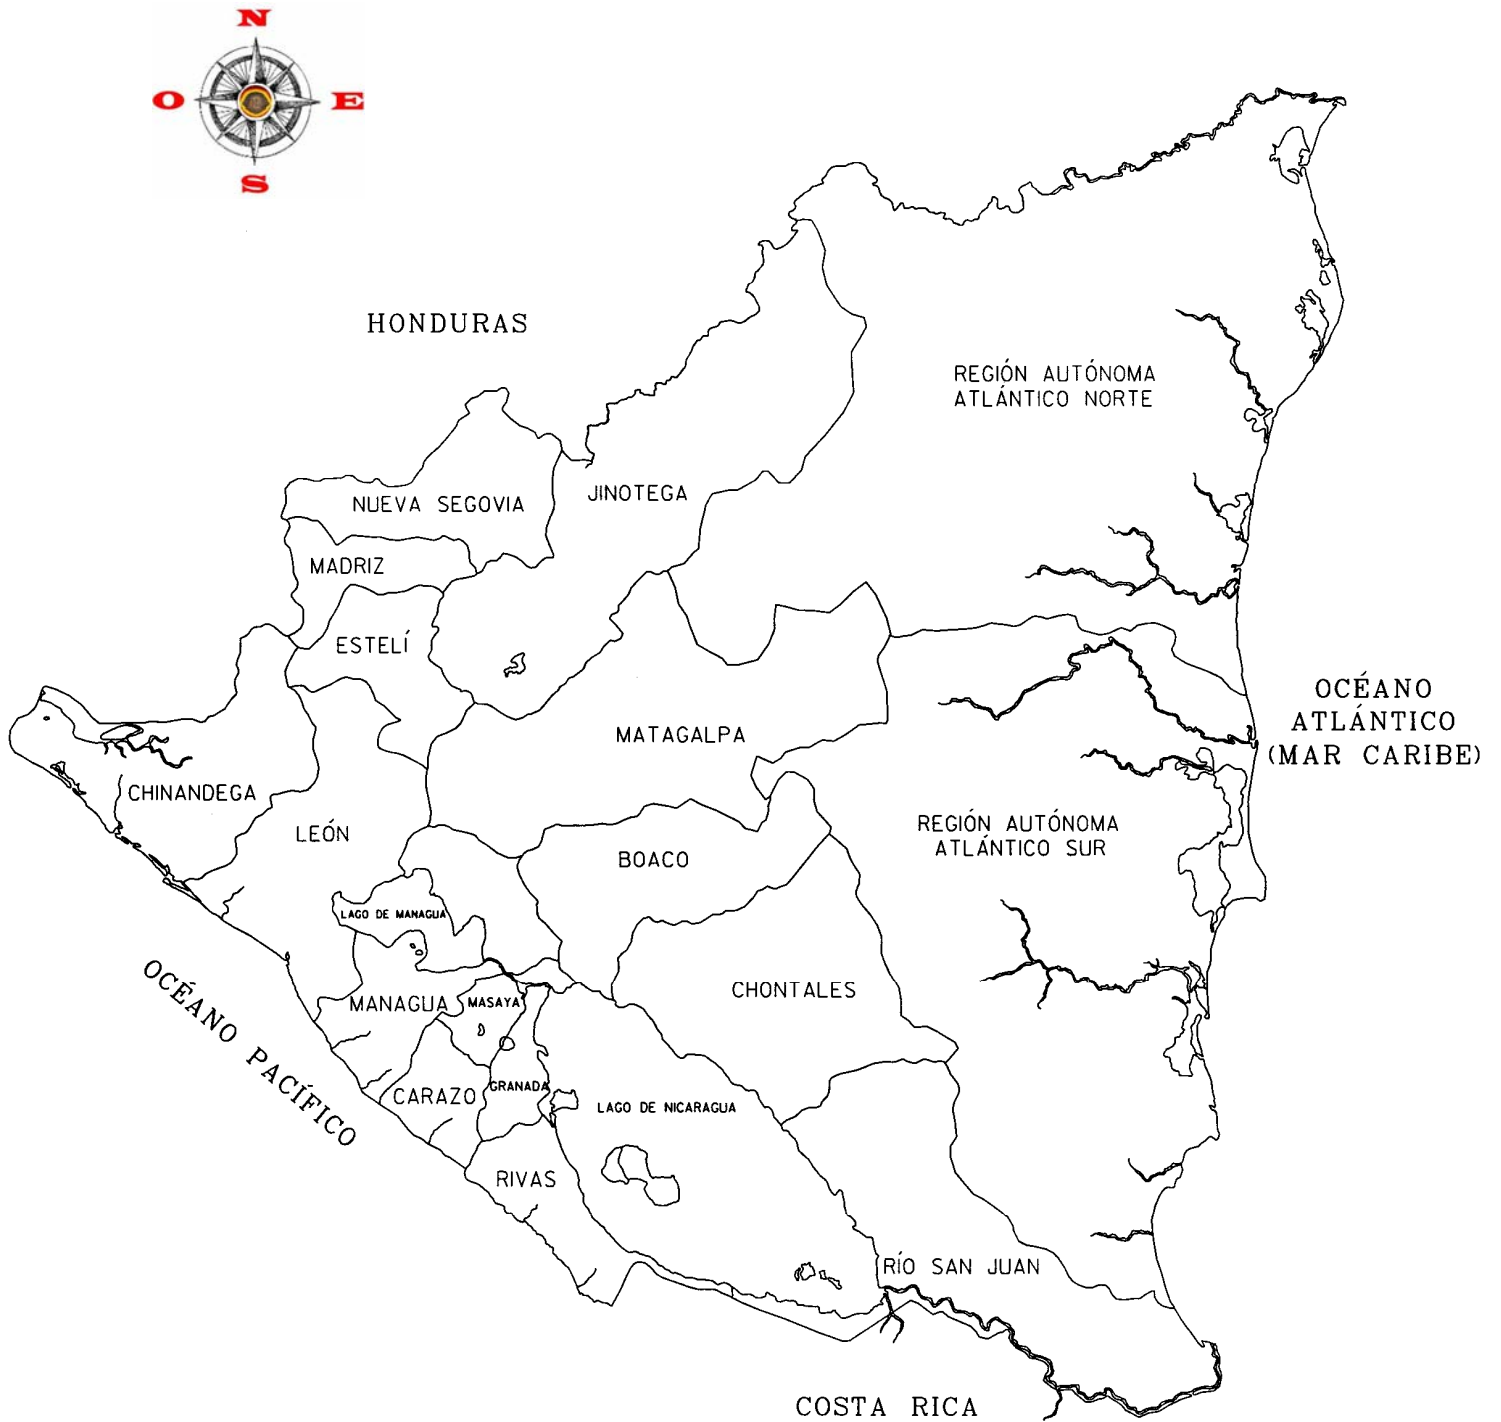 N
O
E
S
HONDURAS
REGIÓN AUTÓNOMA
ATLÁNTICO NORTE
NUEVA SEGOVIA
JINOTEGA
MADRIZ
ESTELÍ
OCÉANO
ATLÁNTICO
(MAR CARIBE)
MATAGALPA
CHINANDEGA
LEÓN
REGIÓN AUTÓNOMA
ATLÁNTICO SUR
BOACO
LAGO DE MANAGUA
CHONTALES
MANAGUA
MASAYA
OCÉANO PACÍFICO
CARAZO
GRANADA
LAGO DE NICARAGUA
RIVAS
RÍO SAN JUAN
COSTA RICA